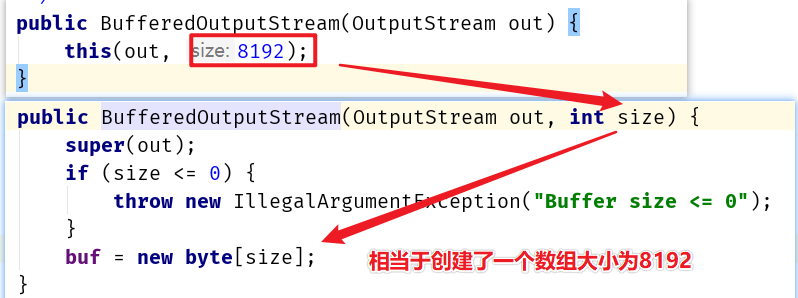 public BufferedOutputStream(OutputStream out) {
this(out, size: 8192);
}
public BufferedOutputStream(OutputStream out, int size) {
super(out);
if (size <= 0) {
throw new IllegalArgumentException("Buffer size <= 0");
}
buf = new byte[size];
相当于创建了一个数组大小为8192
}